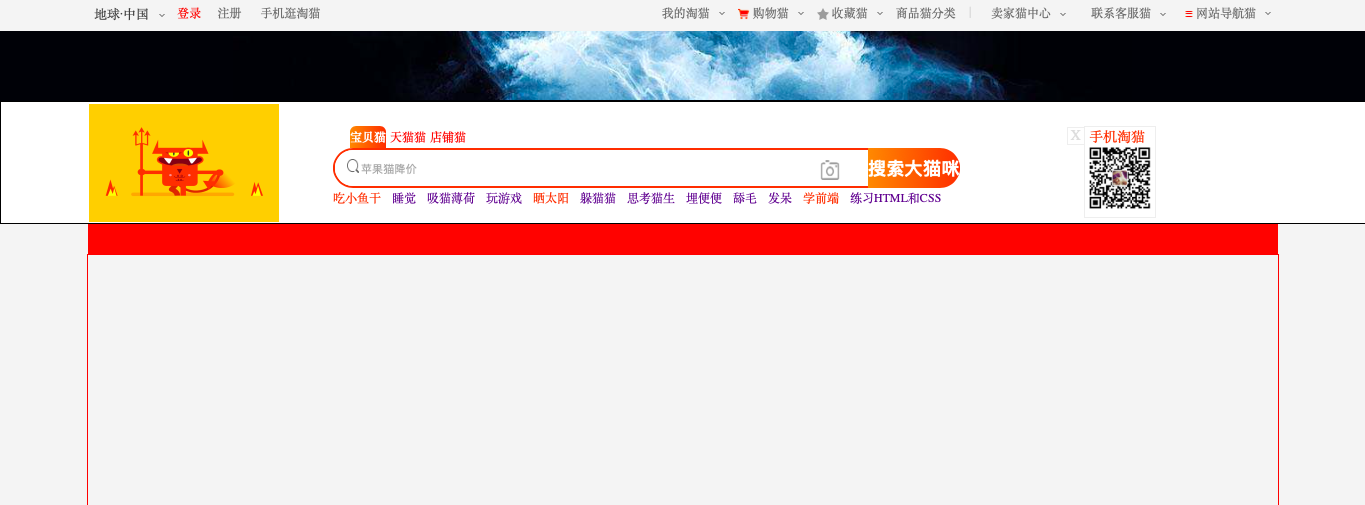 地球·中国 登录 注册 手机逛淘猫 我的淘猫 购物猫 收藏猫 商品猫分类 卖家猫中心 联系客服猫 网站导航猫
宝贝猫 天猫猫 店铺猫
X 手机淘猫
苹果猫降价 搜索大猫咪
吃小鱼干 睡觉 吸猫薄荷 玩游戏 晒太阳 躲猫猫 思考猫生 埋便便 舔毛 发呆 学前端 练习HTML和CSS